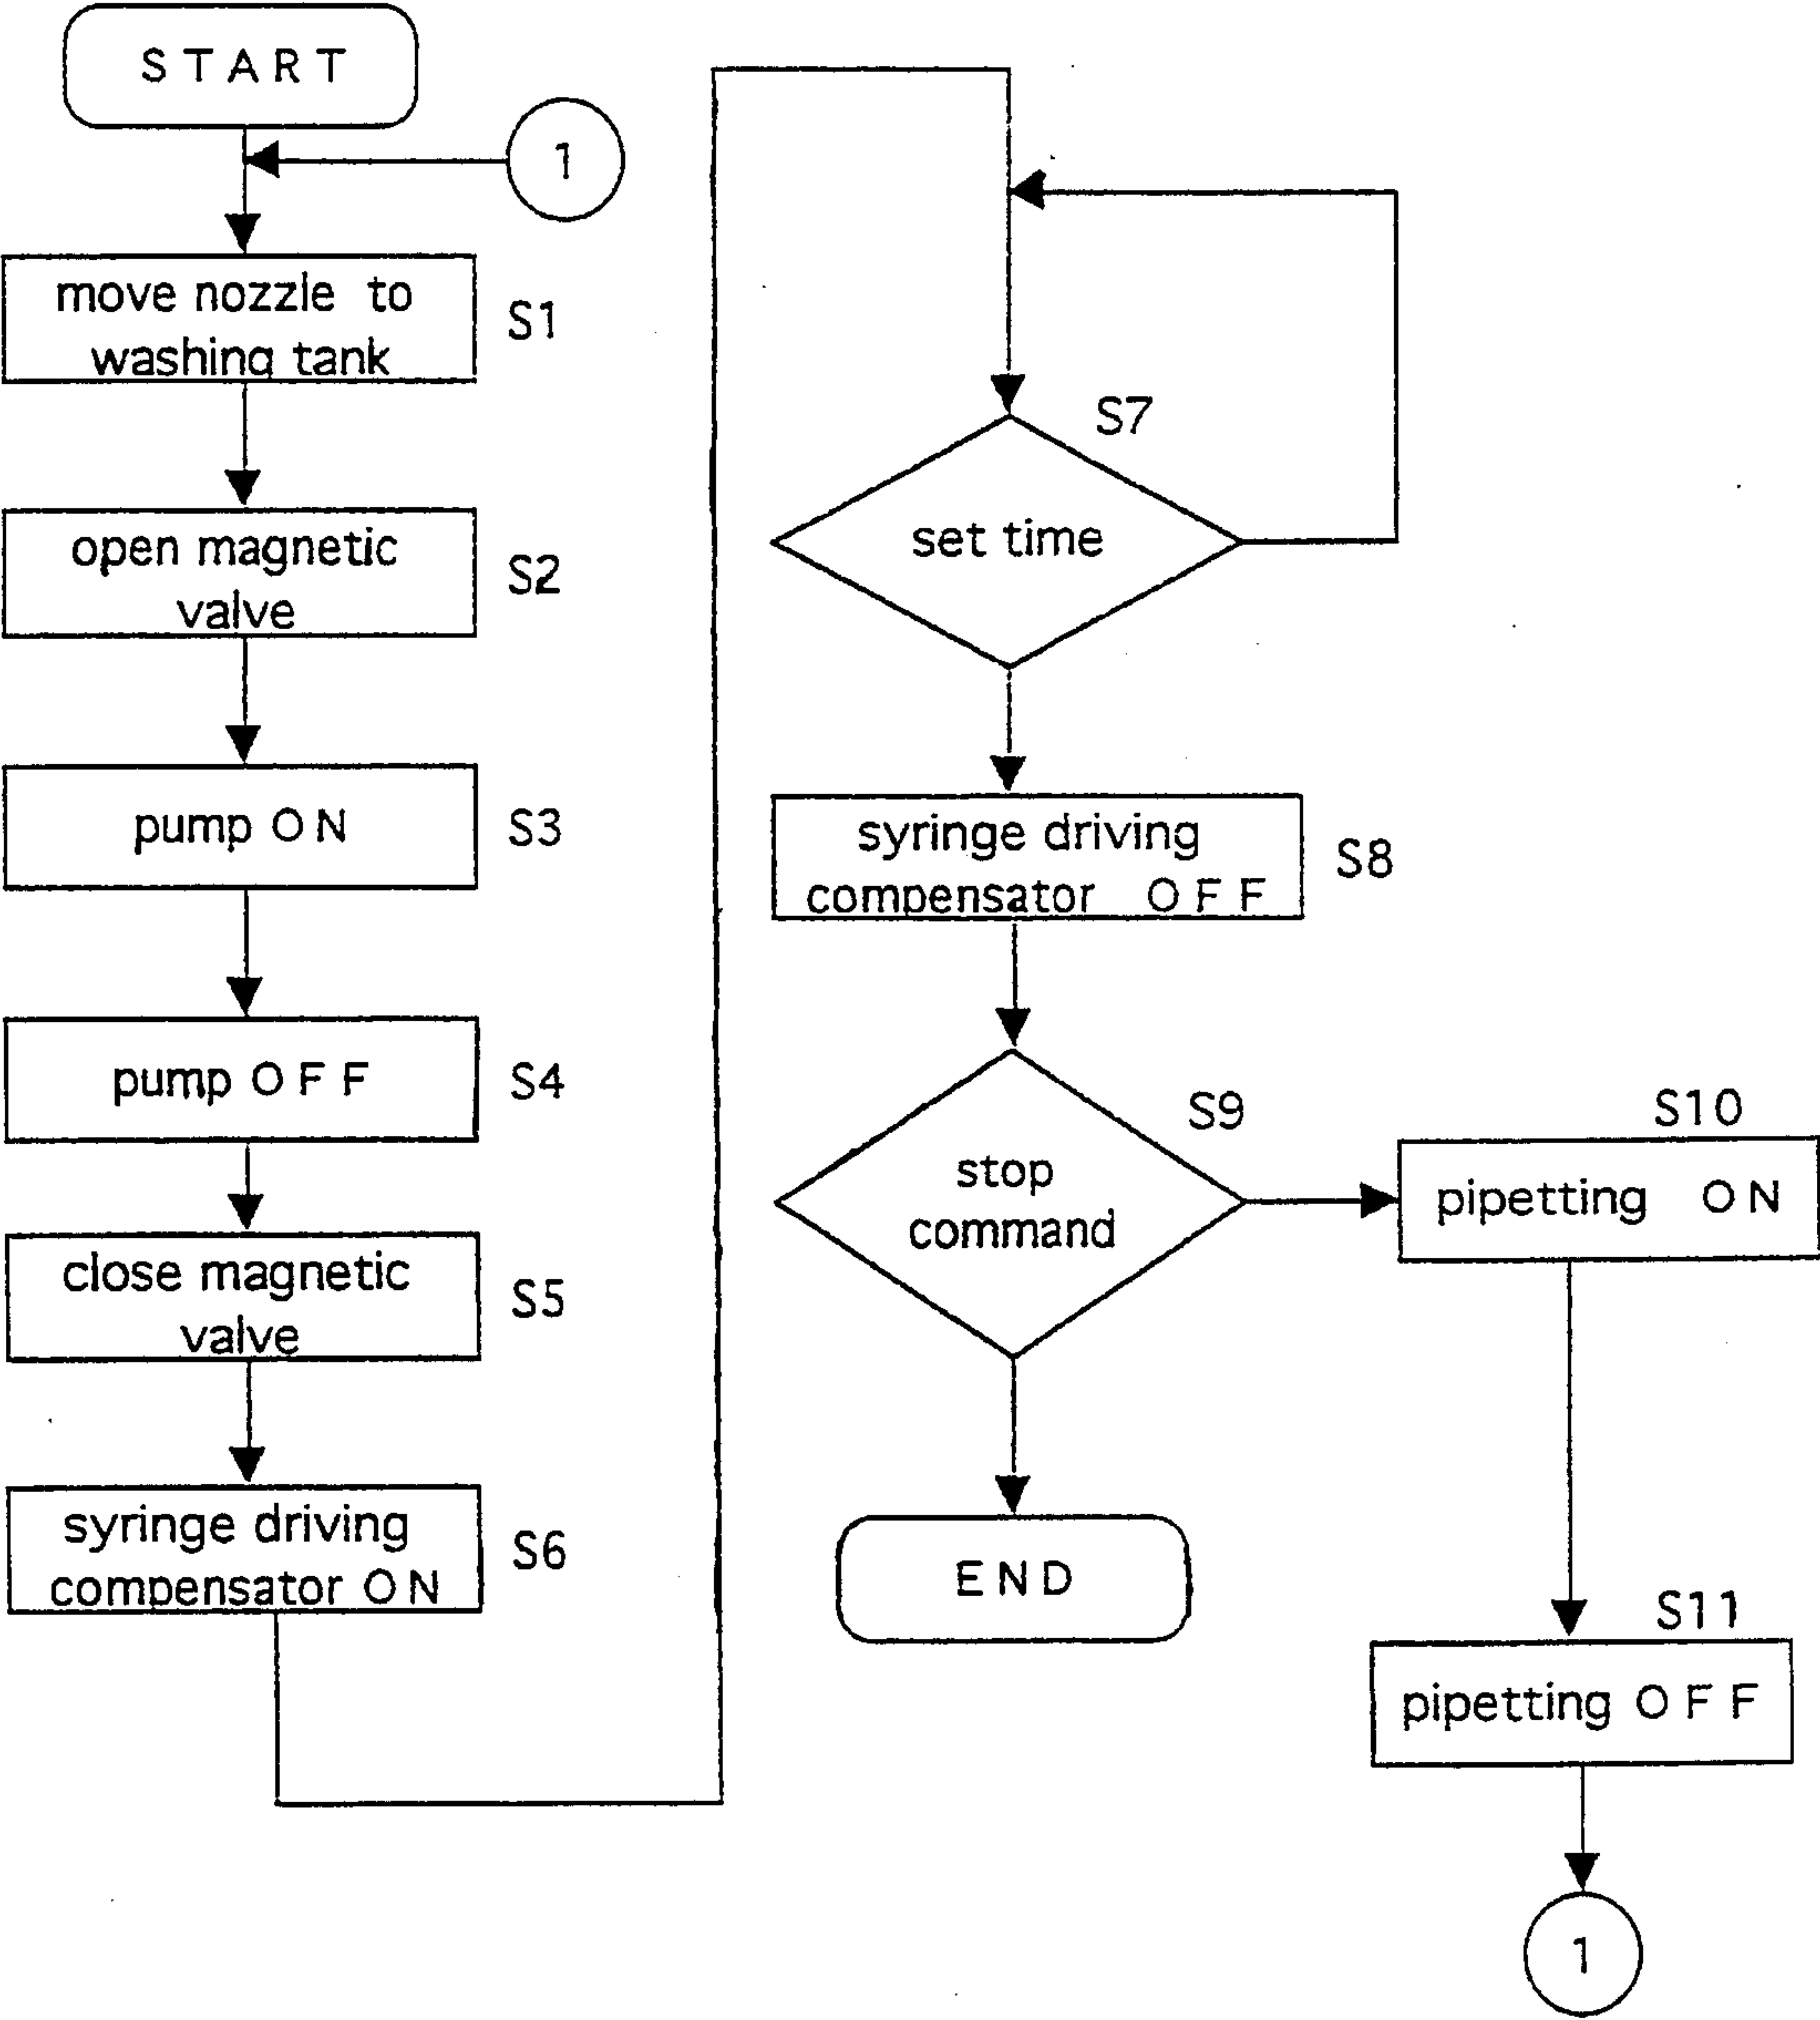 START
1
move nozzle to
washing tank
S1
open magnetic
valve
S2
pump ON
S3
pump OFF
S4
close magnetic
valve
S5
syringe driving
compensator ON
S6
S7
set time
syringe driving
compensator OFF
S8
S9
stop
command
END
S10
pipetting ON
S11
pipetting OFF
1